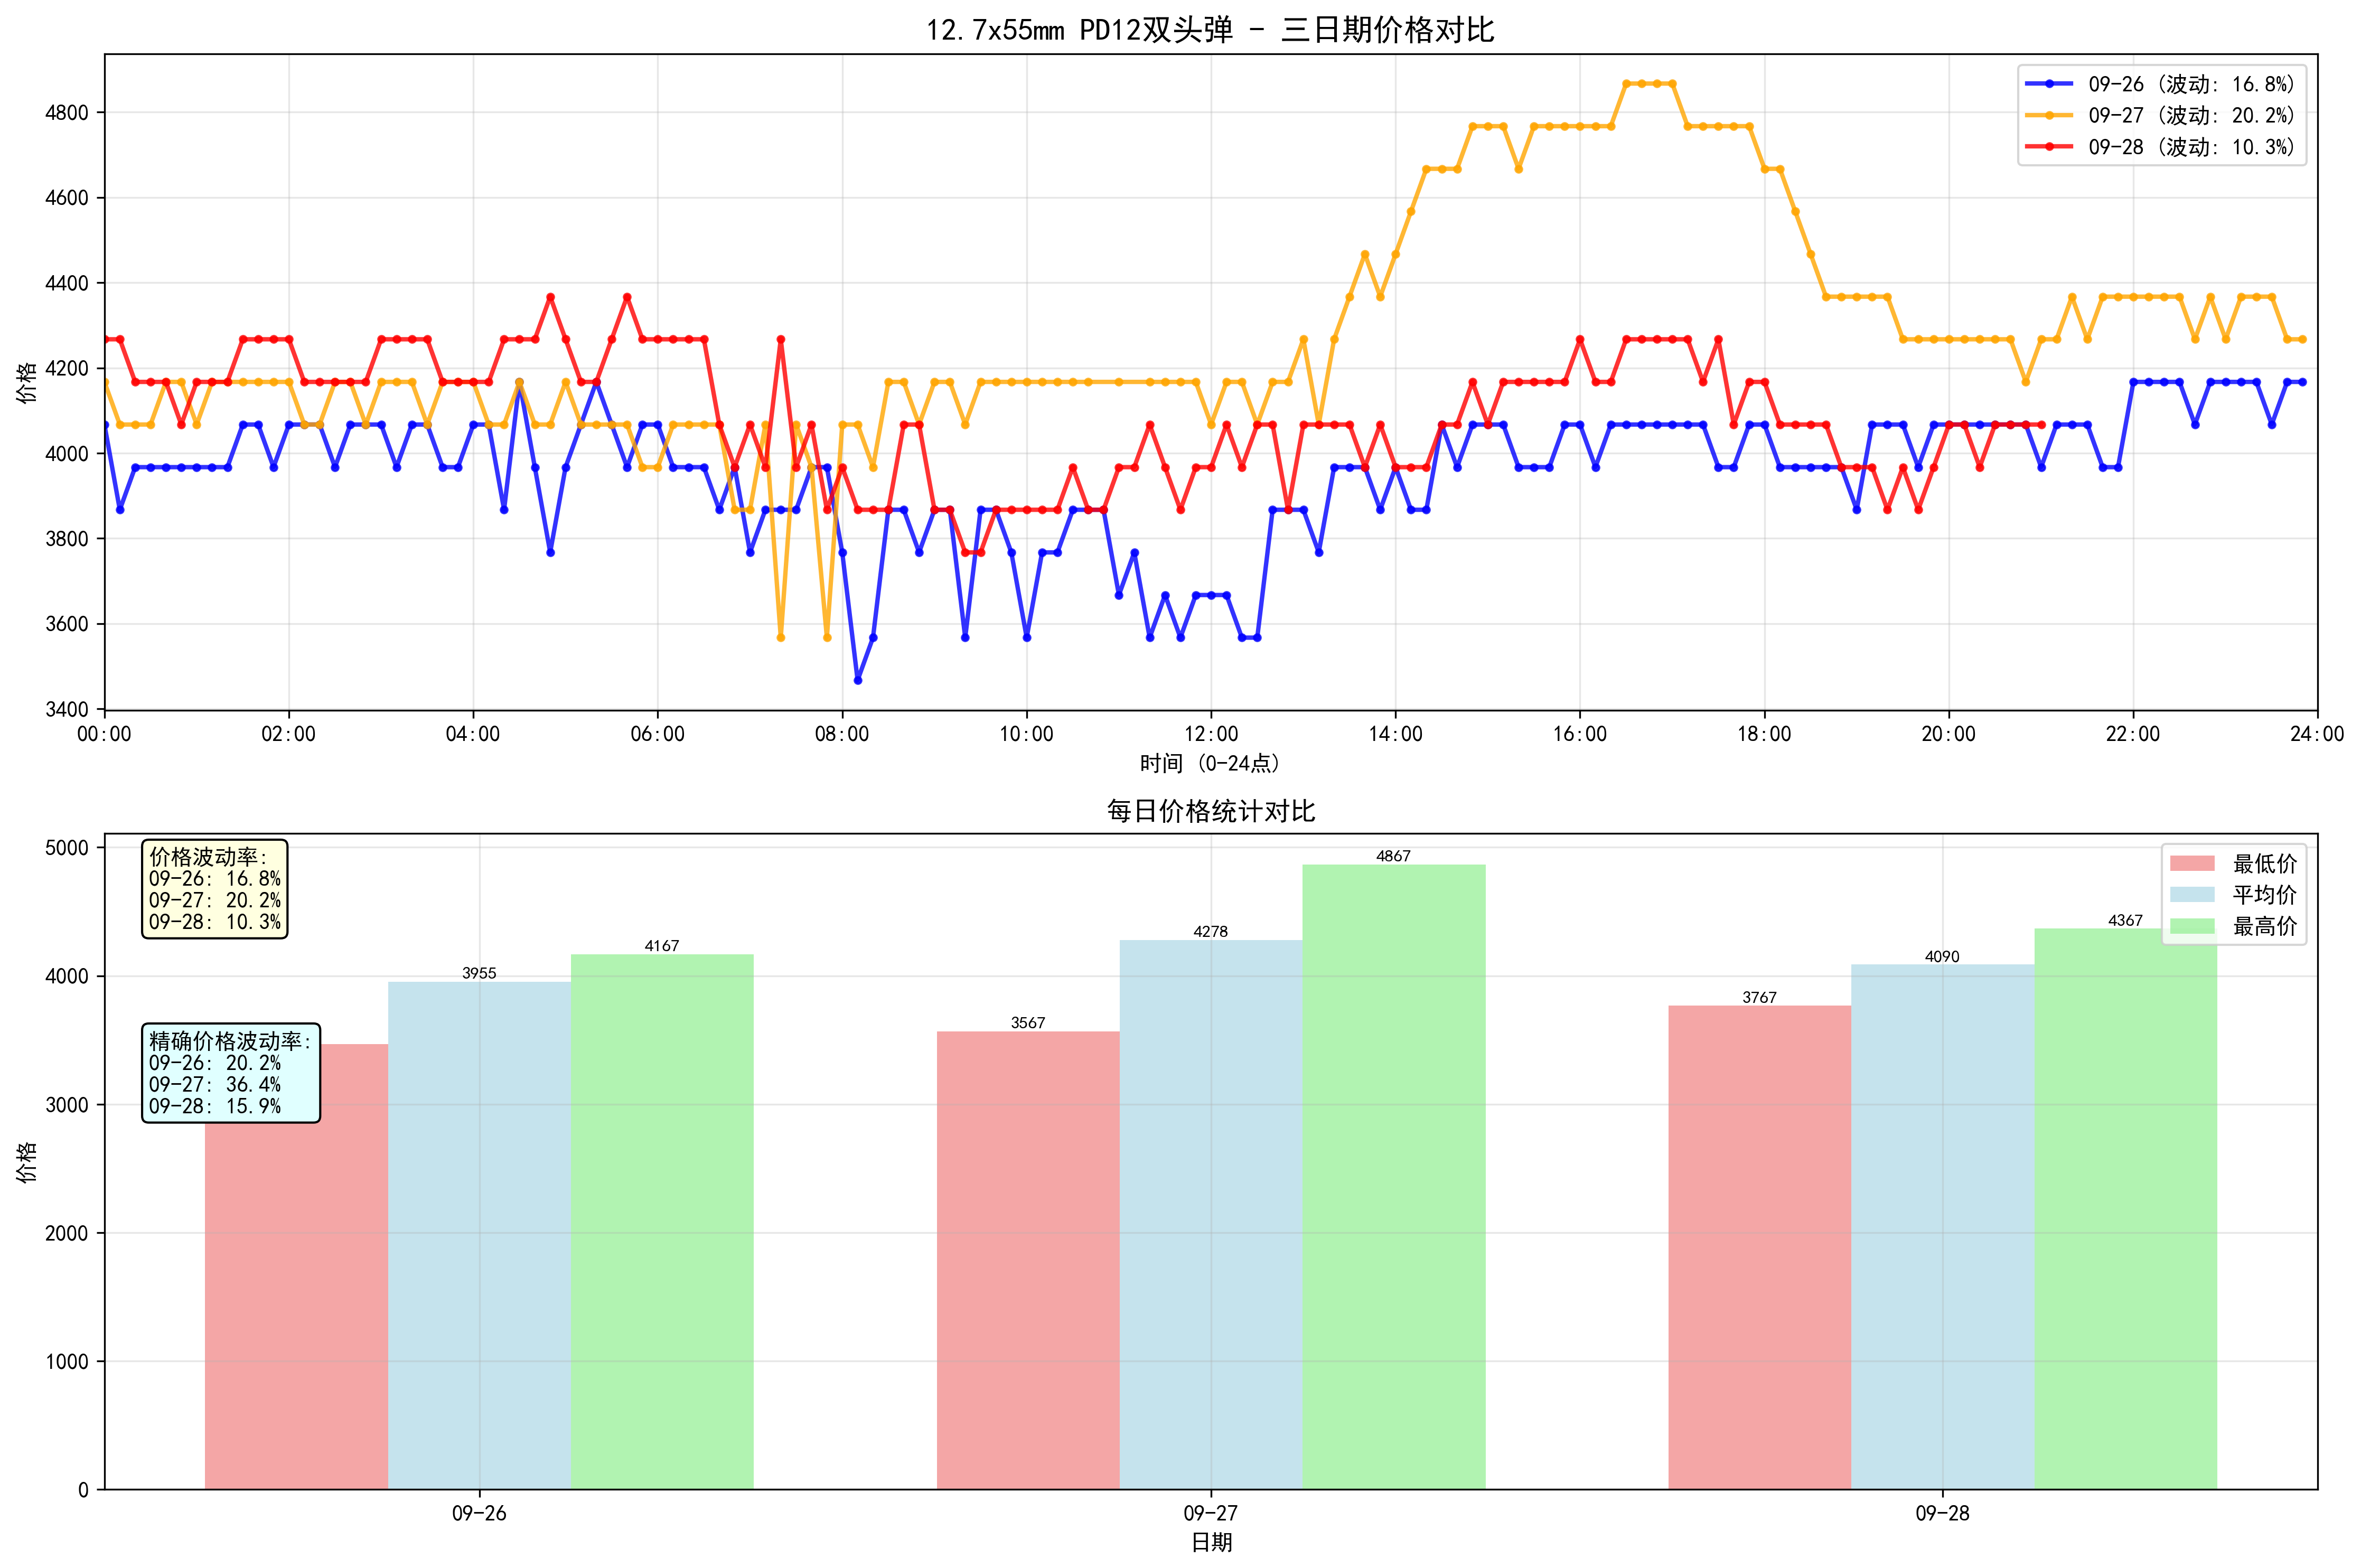 12.7x55mm PD12双头弹 - 三日期价格对比
09-26 (波动: 16.8%)
09-27 (波动: 20.2%)
09-28 (波动: 10.3%)
价格
4800
4600
4400
4200
4000
3800
3600
3400
00:00 02:00 04:00 06:00 08:00 10:00 12:00 14:00 16:00 18:00 20:00 22:00 24:00
时间 (0-24点)
每日价格统计对比
价格波动率:
09-26: 16.8%
09-27: 20.2%
09-28: 10.3%
精确价格波动率:
09-26: 20.2%
09-27: 36.4%
09-28: 15.9%
最低价
平均价
最高价
3955
4167
3567
4278
4867
3767
4090
4367
价格
5000
4000
3000
2000
1000
0
09-26 09-27 09-28
日期